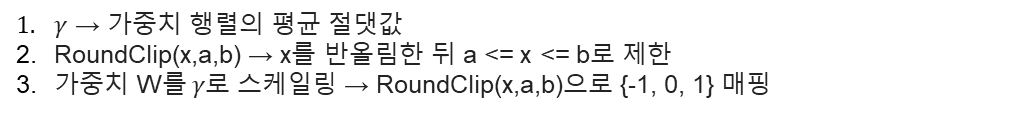 1. γ → 가중치 행렬의 평균 절댓값
2. RoundClip(x,a,b) → x를 반올림한 뒤 a <= x <= b로 제한
3. 가중치 W를 γ로 스케일링 → RoundClip(x,a,b)으로 {-1, 0, 1} 매핑